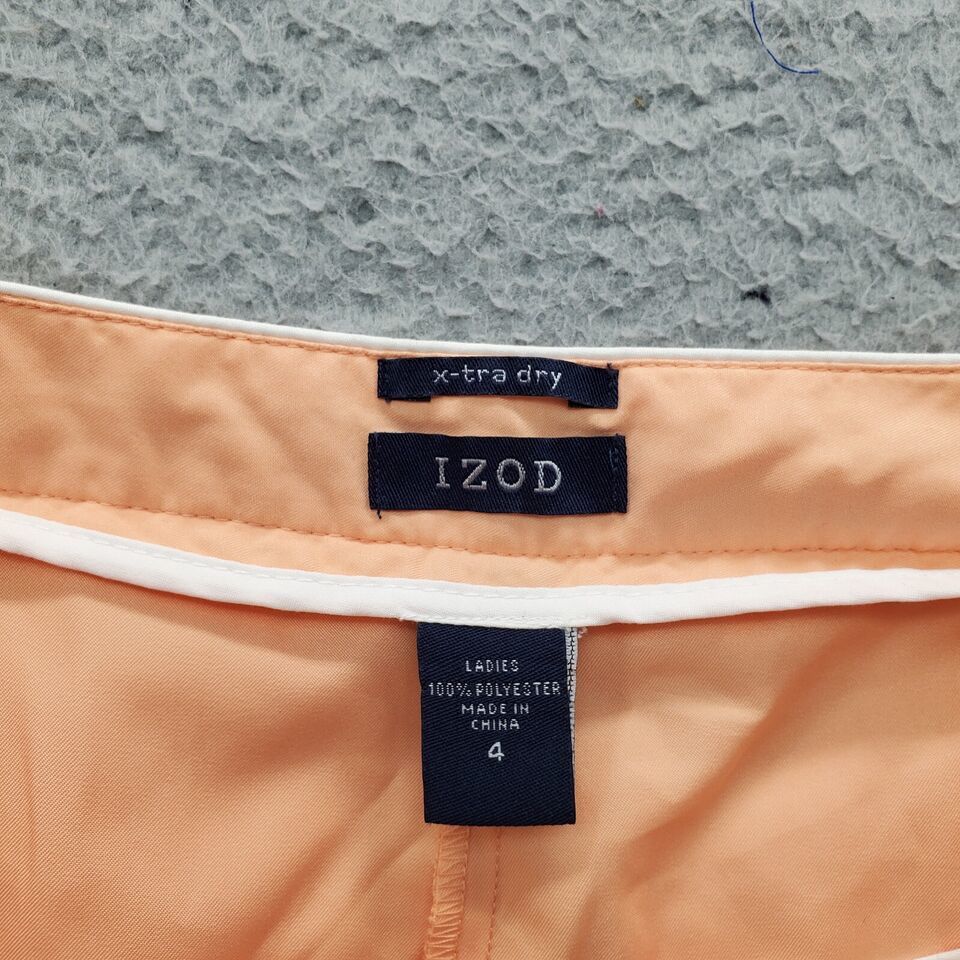 x-tra dry
IZOD
LADIES
100% POLYESTER
MADE IN
CHINA
4